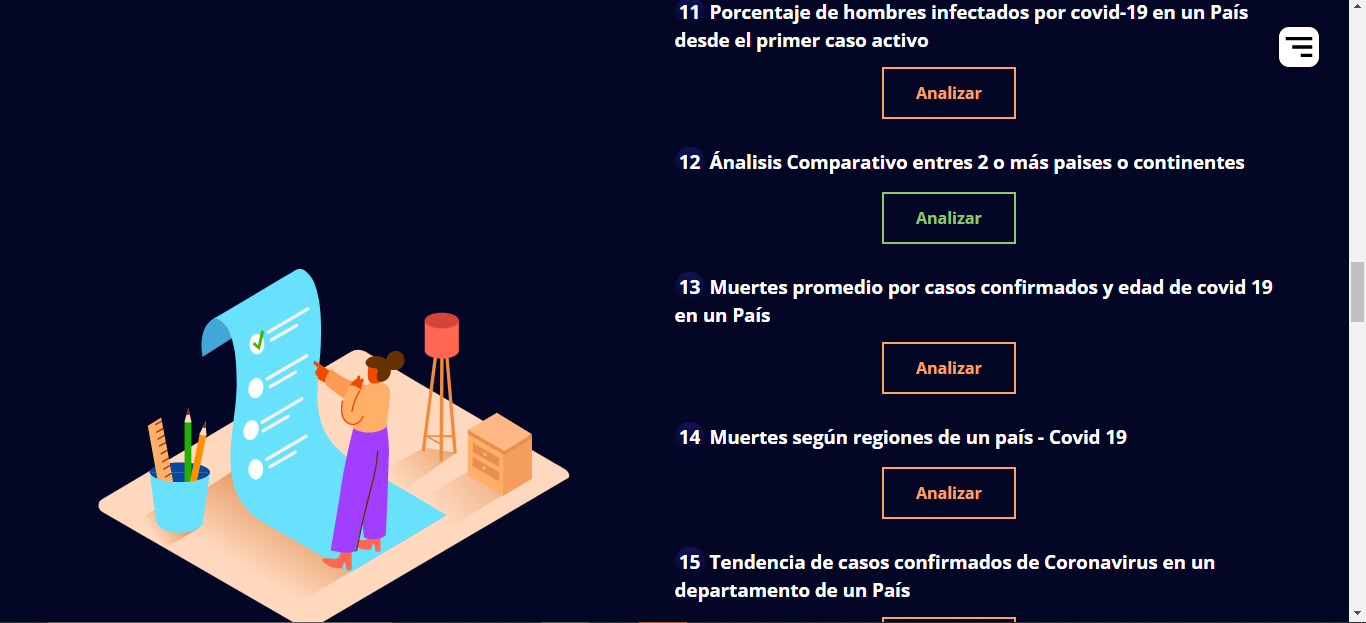 11 Porcentaje de hombres infectados por covid-19 en un País
desde el primer caso activo
Analizar
12 Ánalisis Comparativo entres 2 o más paises o continentes
Analizar
13 Muertes promedio por casos confirmados y edad de covid 19
en un País
Analizar
14 Muertes según regiones de un país - Covid 19
Analizar
15 Tendencia de casos confirmados de Coronavirus en un
departamento de un País